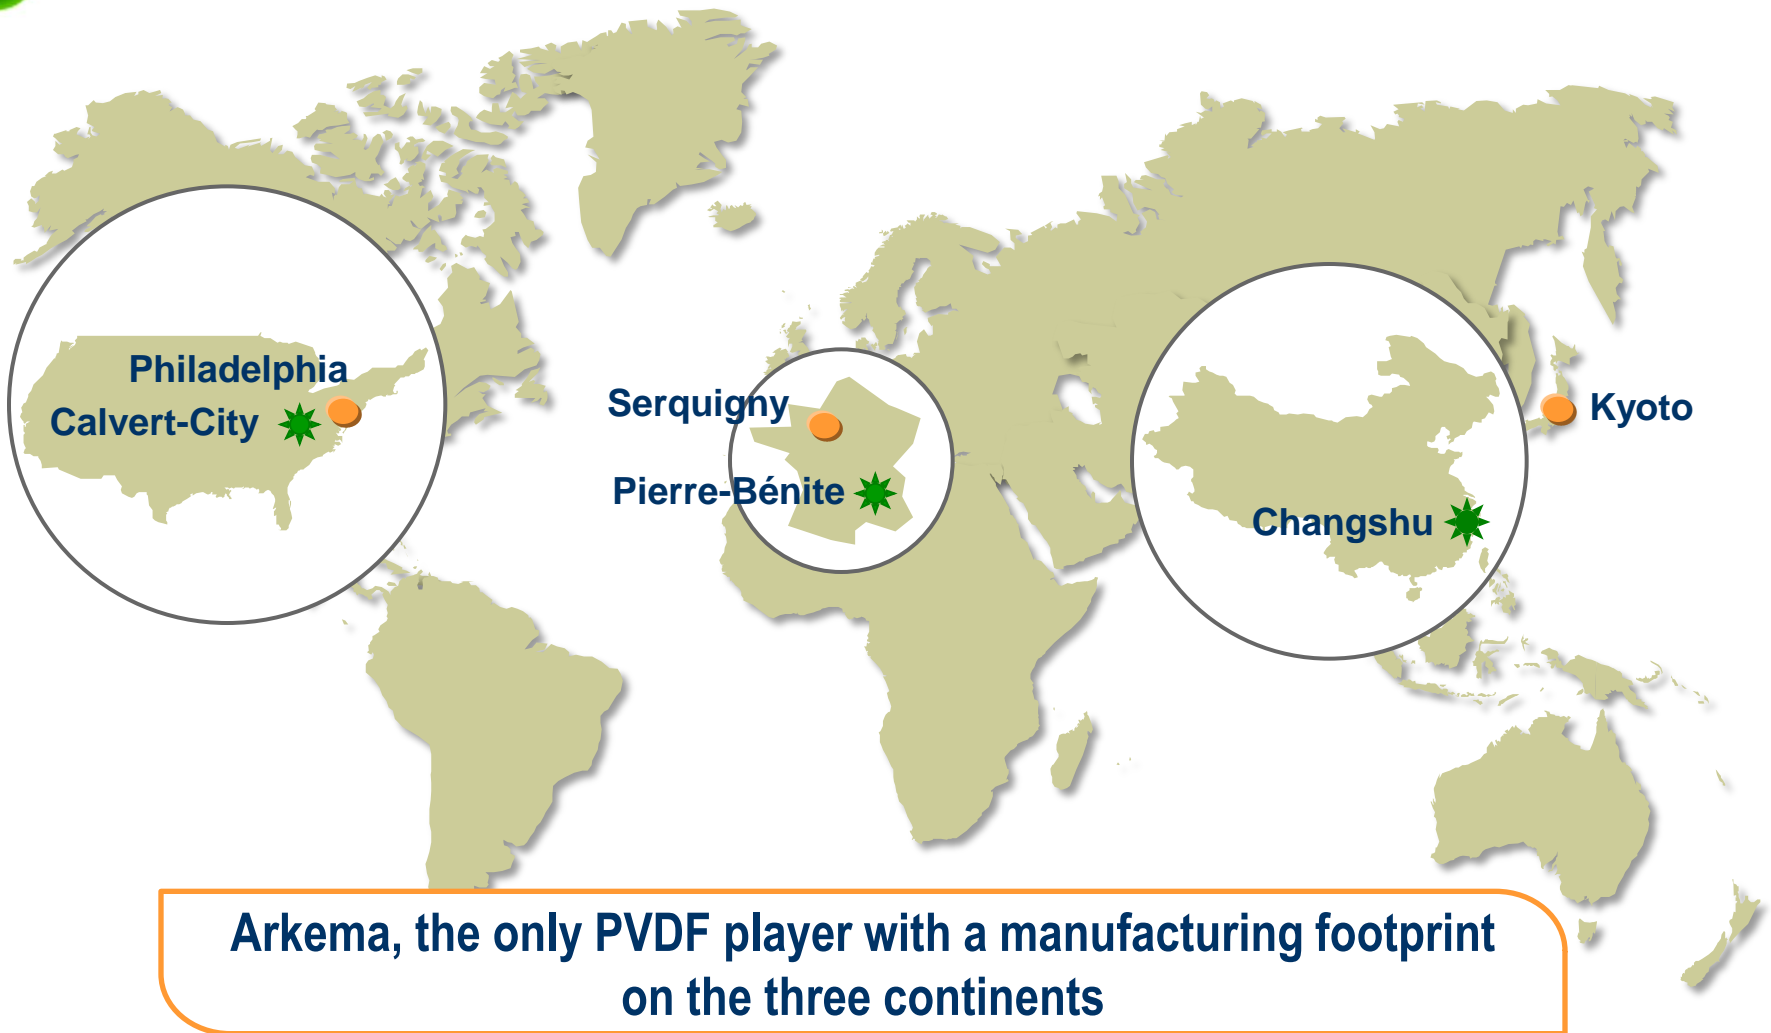 Philadelphia
Calvert-City
Serquigny
Pierre-Bénite
Changshu
Kyoto
Arkema, the only PVDF player with a manufacturing footprint
on the three continents